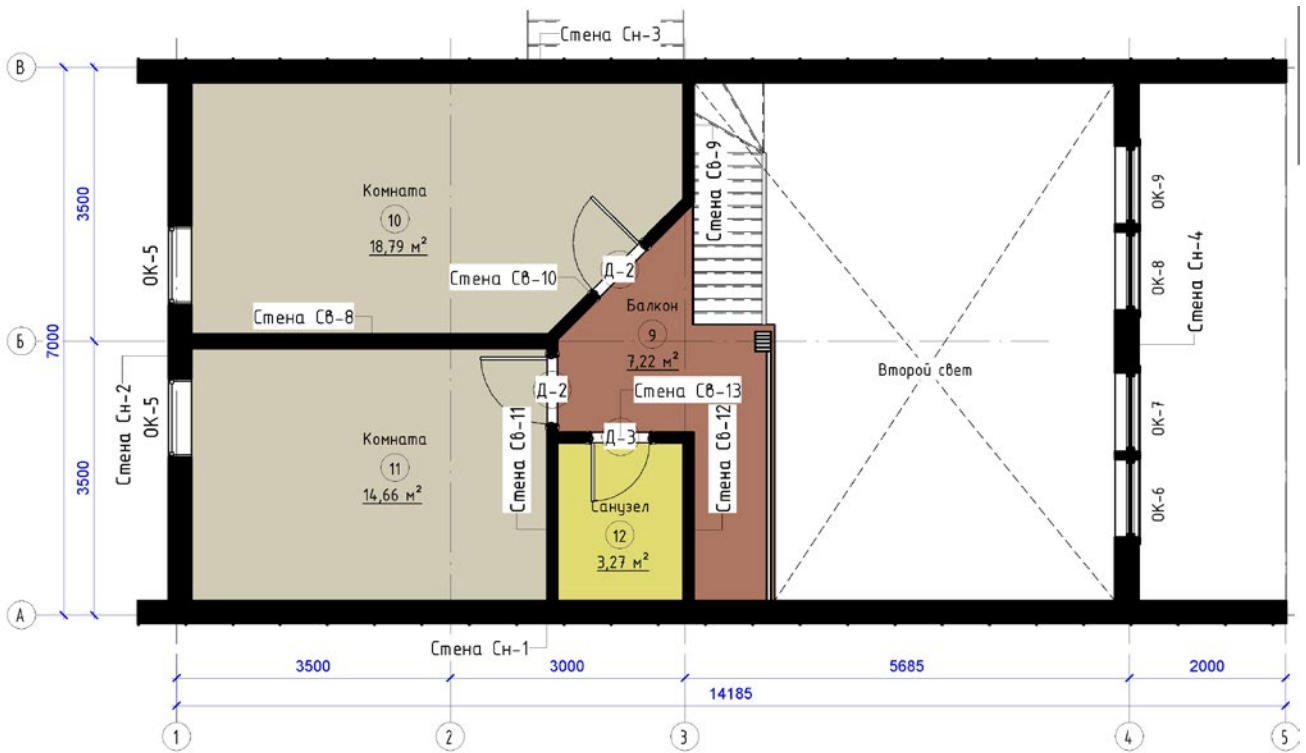 Стена Сн-3
В
3500
Комната
10
18,79 м²
ОК-5
Стена Св-9
ОК-9
Д-2
Стена Св-10
ОК-8
Балкон
9
7,22 м²
Стена Св-8
Стена Сн-4
Б
7000
Второй свет
Стена Сн-2
ОК-5
Д-2
Стена Св-13
ОК-7
Стена Св-11
Д-3
Стена Св-12
Комната
11
14,66 м²
3500
Санузел
12
3,27 м²
ОК-6
А
Стена Сн-1
3500
3000
5685
2000
14185
1
2
3
4
5